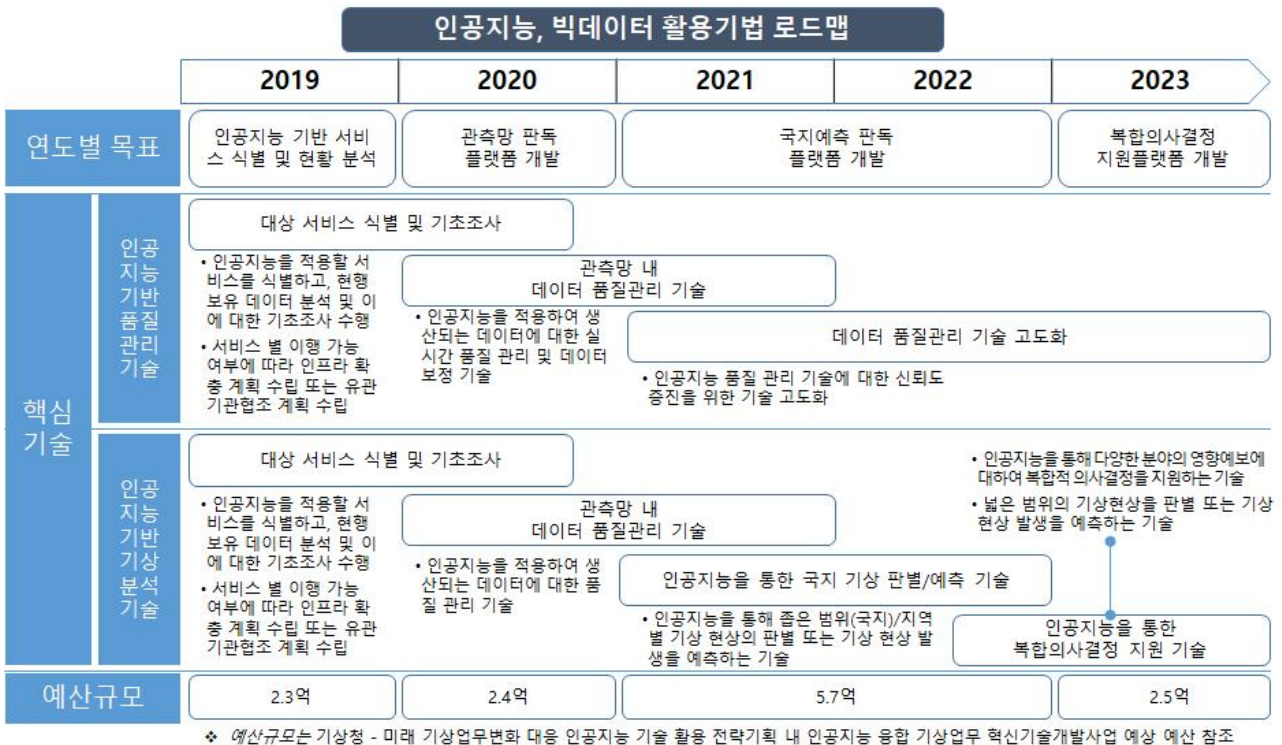 인공지능, 빅데이터 활용기법 로드맵
2019
2020
2021
2022
2023
연도별 목표
인공지능 기반 서비
스 식별 및 현황 분석
관측망 판독
플랫폼 개발
국지예측 판독
플랫폼 개발
복합의사결정
지원플랫폼 개발
핵심
기술
인공
지능
기반
품질
관리
기술
대상 서비스 식별 및 기초조사
• 인공지능을 적용할 서
비스를 식별하고, 현행
보유 데이터 분석 및 이
에 대한 기초조사 수행
• 서비스 별 이행 가능
여부에 따라 인프라 확
충 계획 수립 또는 유관
기관협조 계획 수립
관측망 내
데이터 품질관리 기술
• 인공지능을 적용하여 생
산되는 데이터에 대한 실
시간 품질 관리 및 데이터
보정 기술
데이터 품질관리 기술 고도화
• 인공지능 품질 관리 기술에 대한 신뢰도
증진을 위한 기술 고도화
인공
지능
기반
기상
분석
기술
대상 서비스 식별 및 기초조사
• 인공지능을 적용할 서
비스를 식별하고, 현행
보유 데이터 분석 및 이
에 대한 기초조사 수행
• 서비스 별 이행 가능
여부에 따라 인프라 확
충 계획 수립 또는 유관
기관협조 계획 수립
관측망 내
데이터 품질관리 기술
• 인공지능을 적용하여 생
산되는 데이터에 대한 품
질 관리 기술
인공지능을 통한 국지 기상 판별/예측 기술
• 인공지능을 통해 좁은 범위(국지)/지역
별 기상 현상의 판별 또는 기상 현상 발
생을 예측하는 기술
• 인공지능을 통해 다양한 분야의 영향예보에
대하여 복합적 의사결정을 지원하는 기술
• 넓은 범위의 기상현상을 판별 또는 기상
현상 발생을 예측하는 기술
인공지능을 통한
복합의사결정 지원 기술
예산규모
2.3억
2.4억
5.7억
2.5억
❖ 예산규모는 기상청 - 미래 기상업무변화 대응 인공지능 기술 활용 전략기획 내 인공지능 융합 기상업무 혁신기술개발사업 예상 예산 참조